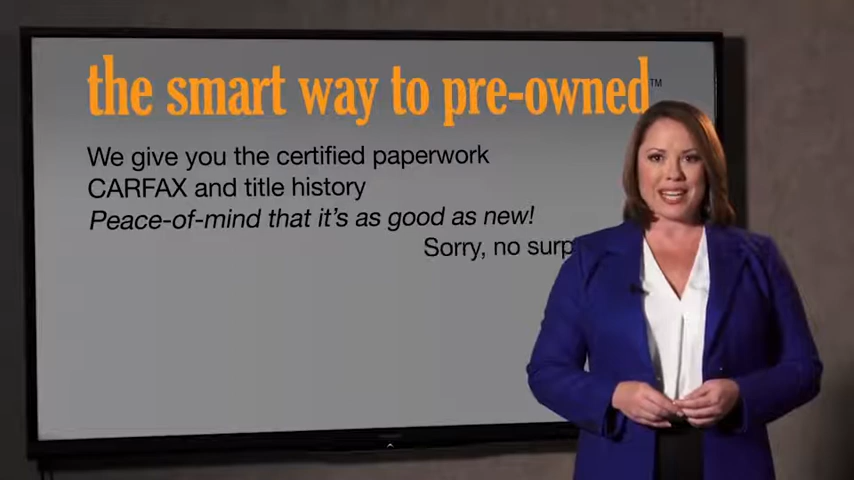 the smart way to pre-owned™
We give you the certified paperwork
CARFAX and title history
Peace-of-mind that it's as good as new!
Sorry, no surp